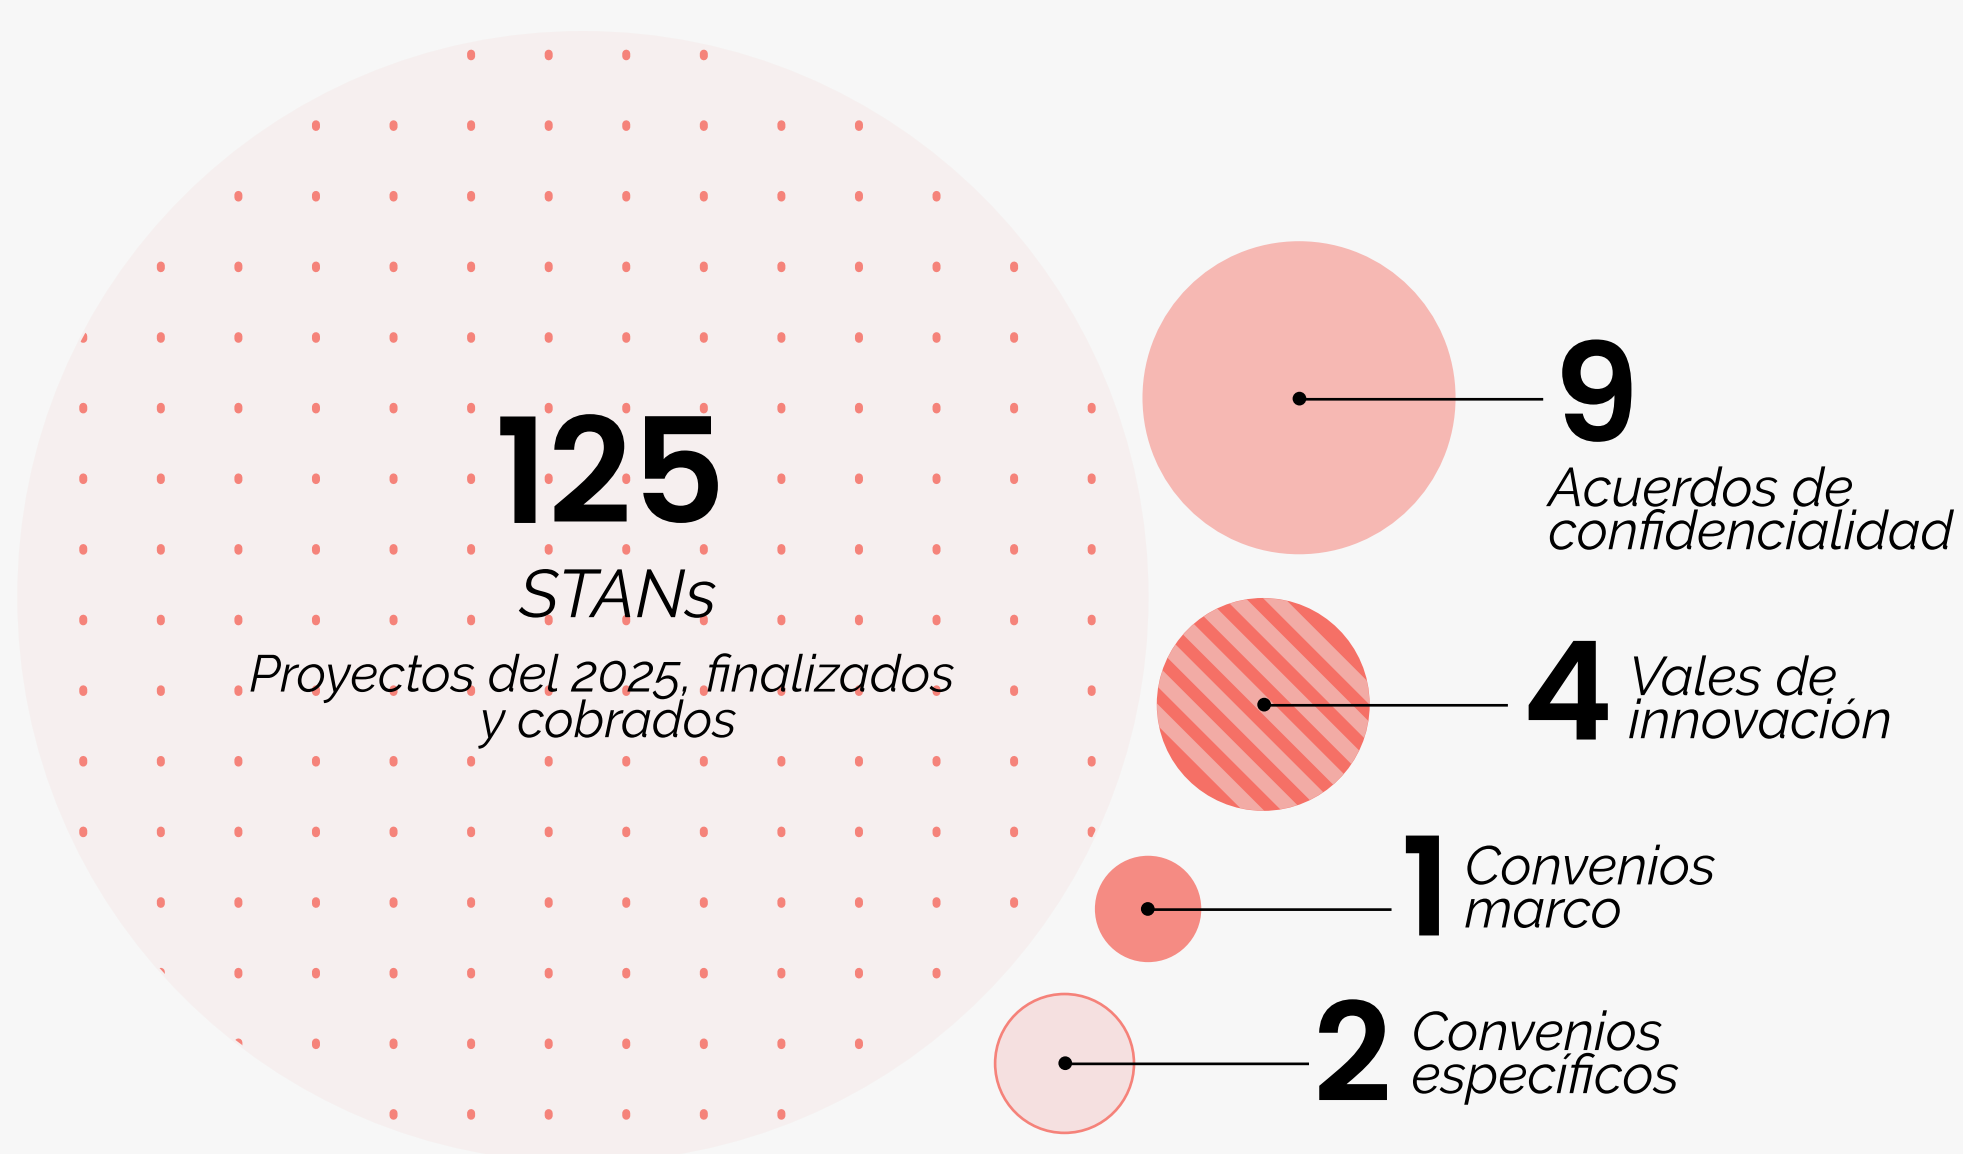 125
STANs
Proyectos del 2025, finalizados
y cobrados
9
Acuerdos de
confidencialidad
4
Vales de
innovación
1
Convenios
marco
2
Convenios
específicos